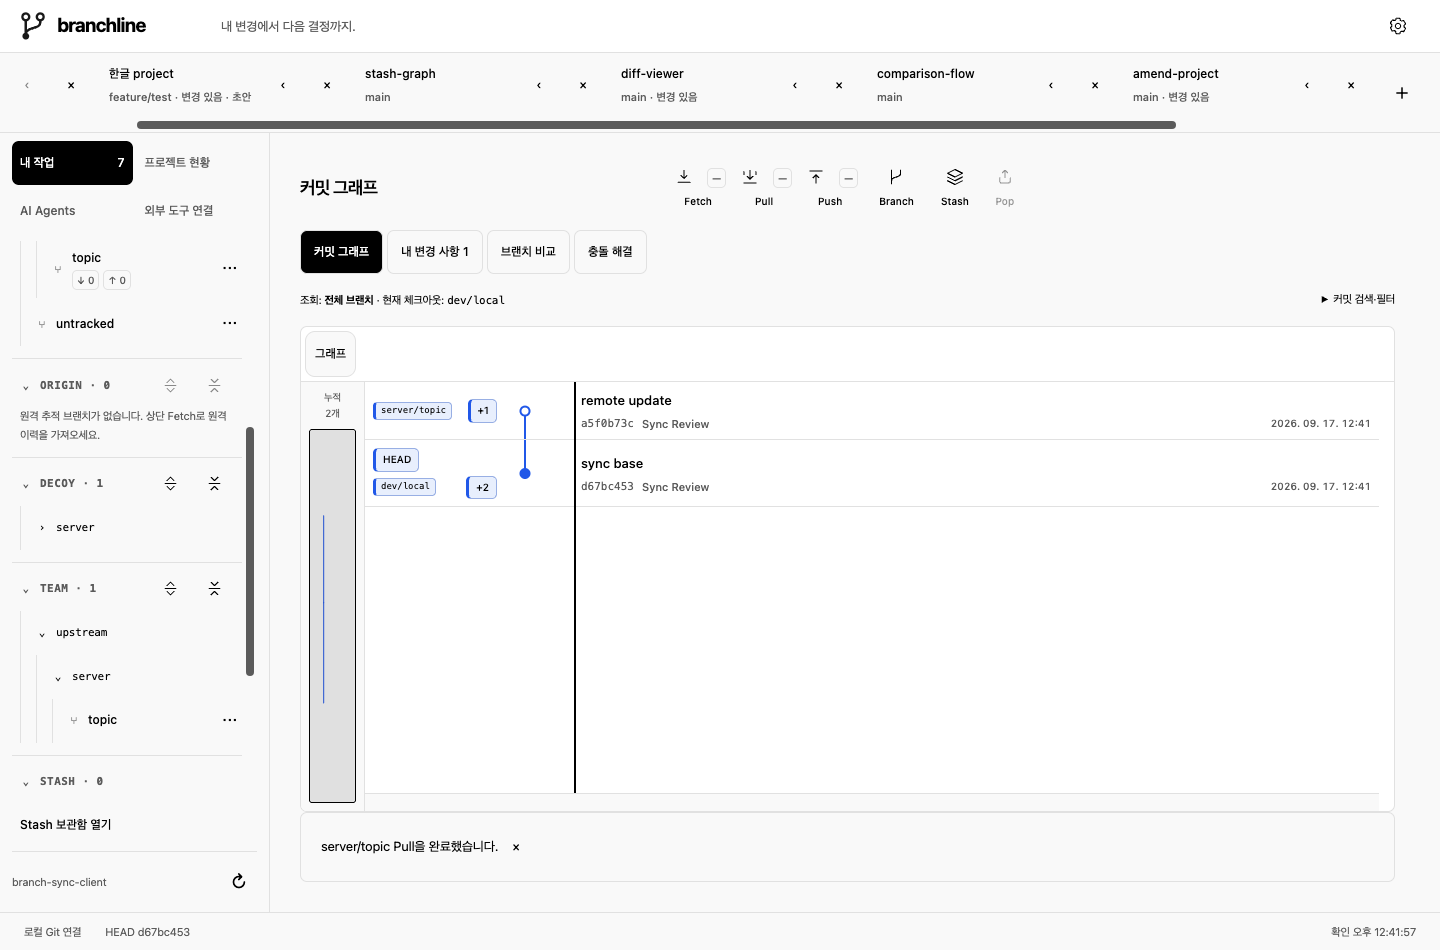 branchline
내 변경에서 다음 결정까지.
한글 project
feature/test · 변경 있음 · 초안
stash-graph
main
diff-viewer
main · 변경 있음
comparison-flow
main
amend-project
main · 변경 있음
내 작업 7
프로젝트 현황
AI Agents
외부 도구 연결
topic
↓ 0 ↑ 0
untracked
ORIGIN · 0
원격 추적 브랜치가 없습니다. 상단 Fetch로 원격
이력을 가져오세요.
DECOY · 1
server
TEAM · 1
upstream
server
topic
STASH · 0
Stash 보관함 열기
branch-sync-client
커밋 그래프
Fetch
Pull
Push
Branch
Stash
Pop
커밋 그래프
내 변경 사항 1
브랜치 비교
충돌 해결
조회: 전체 브랜치 · 현재 체크아웃: dev/local
▶ 커밋 검색·필터
그래프
누적
2개
server/topic +1
remote update
a5f0b73c Sync Review
2026. 09. 17. 12:41
HEAD
dev/local +2
sync base
d67bc453 Sync Review
2026. 09. 17. 12:41
server/topic Pull을 완료했습니다. ×
로컬 Git 연결
HEAD d67bc453
확인 오후 12:41:57